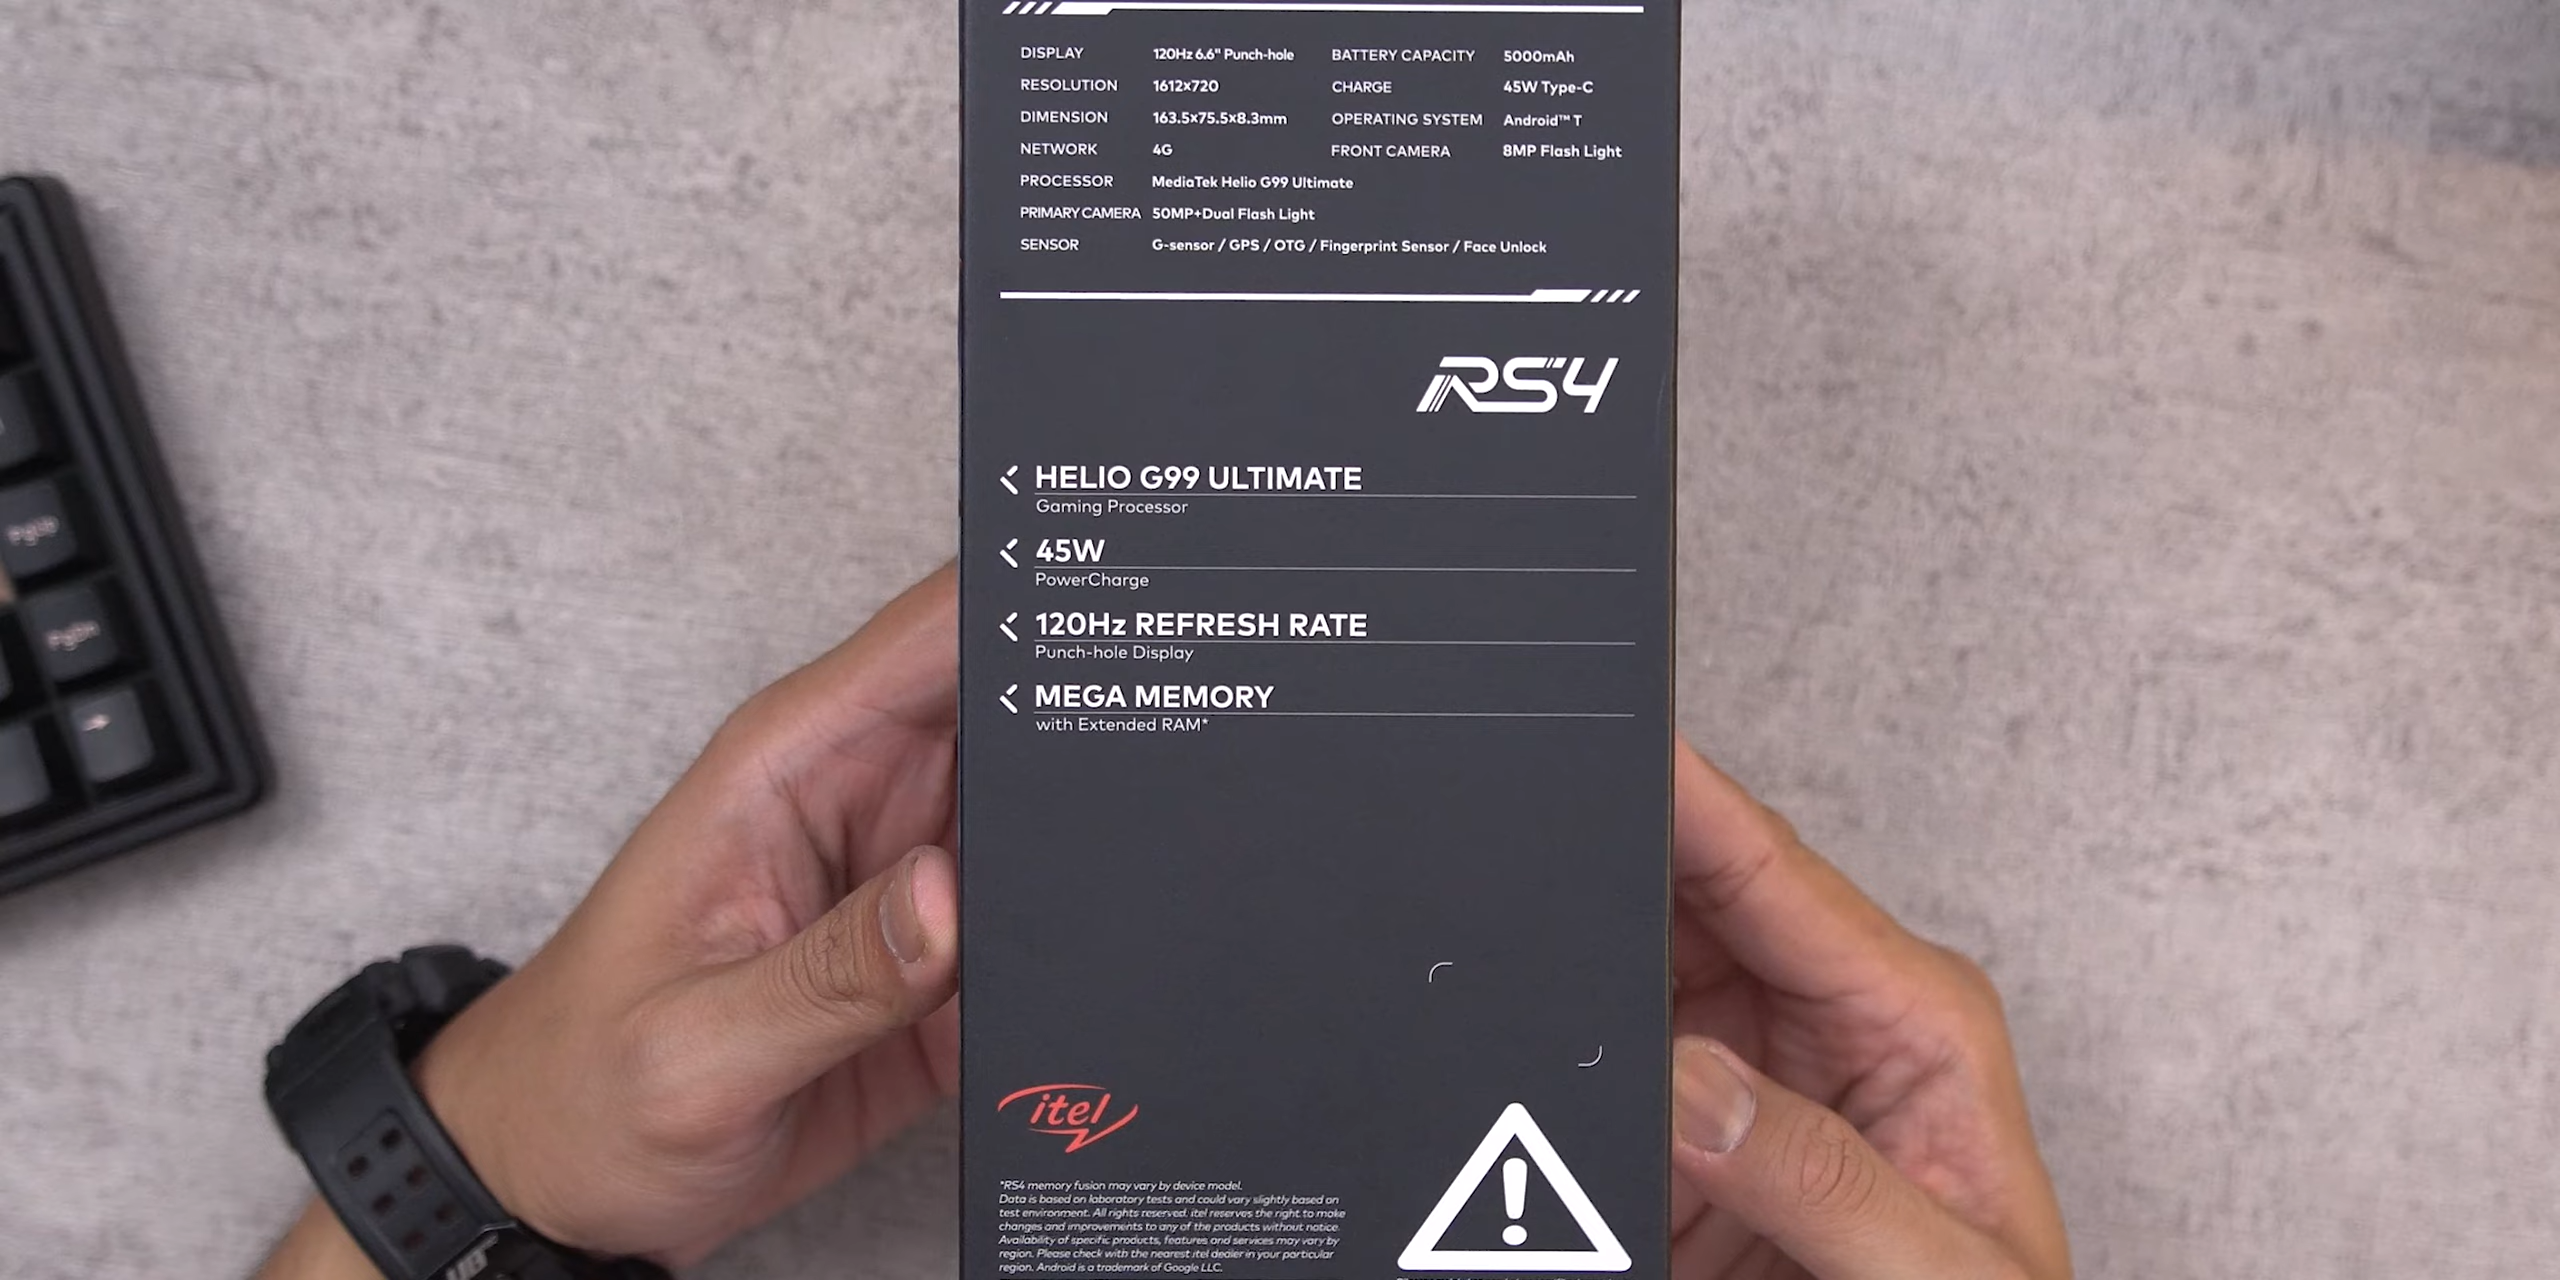 DISPLAY 120Hz 6.6" Punch-hole BATTERY CAPACITY 5000mAh
RESOLUTION 1612x720 CHARGE 45W Type-C
DIMENSION 163.5x75.5x8.3mm OPERATING SYSTEM Android™ T
NETWORK 4G FRONT CAMERA 8MP Flash Light
PROCESSOR MediaTek Helio G99 Ultimate
PRIMARY CAMERA 50MP+Dual Flash Light
SENSOR G-sensor / GPS / OTG / Fingerprint Sensor / Face Unlock
RS4
HELIO G99 ULTIMATE
Gaming Processor
45W
PowerCharge
120Hz REFRESH RATE
Punch-hole Display
MEGA MEMORY
with Extended RAM*
itel
*RS4 memory fusion may vary by device model.
Data is based on laboratory tests and could vary slightly based on
test environment. All rights reserved. itel reserves the right to make
changes and improvements to any of the products without notice.
Availability of specific products, features and services may vary by
region. Please check with the nearest itel dealer in your particular
region. Android is a trademark of Google LLC.
PgUp
PgDn